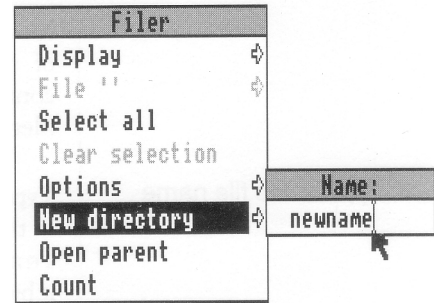 Filer
Display
File ''
Select all
Clear selection
Options
New directory
Open parent
Count
Name:
newname